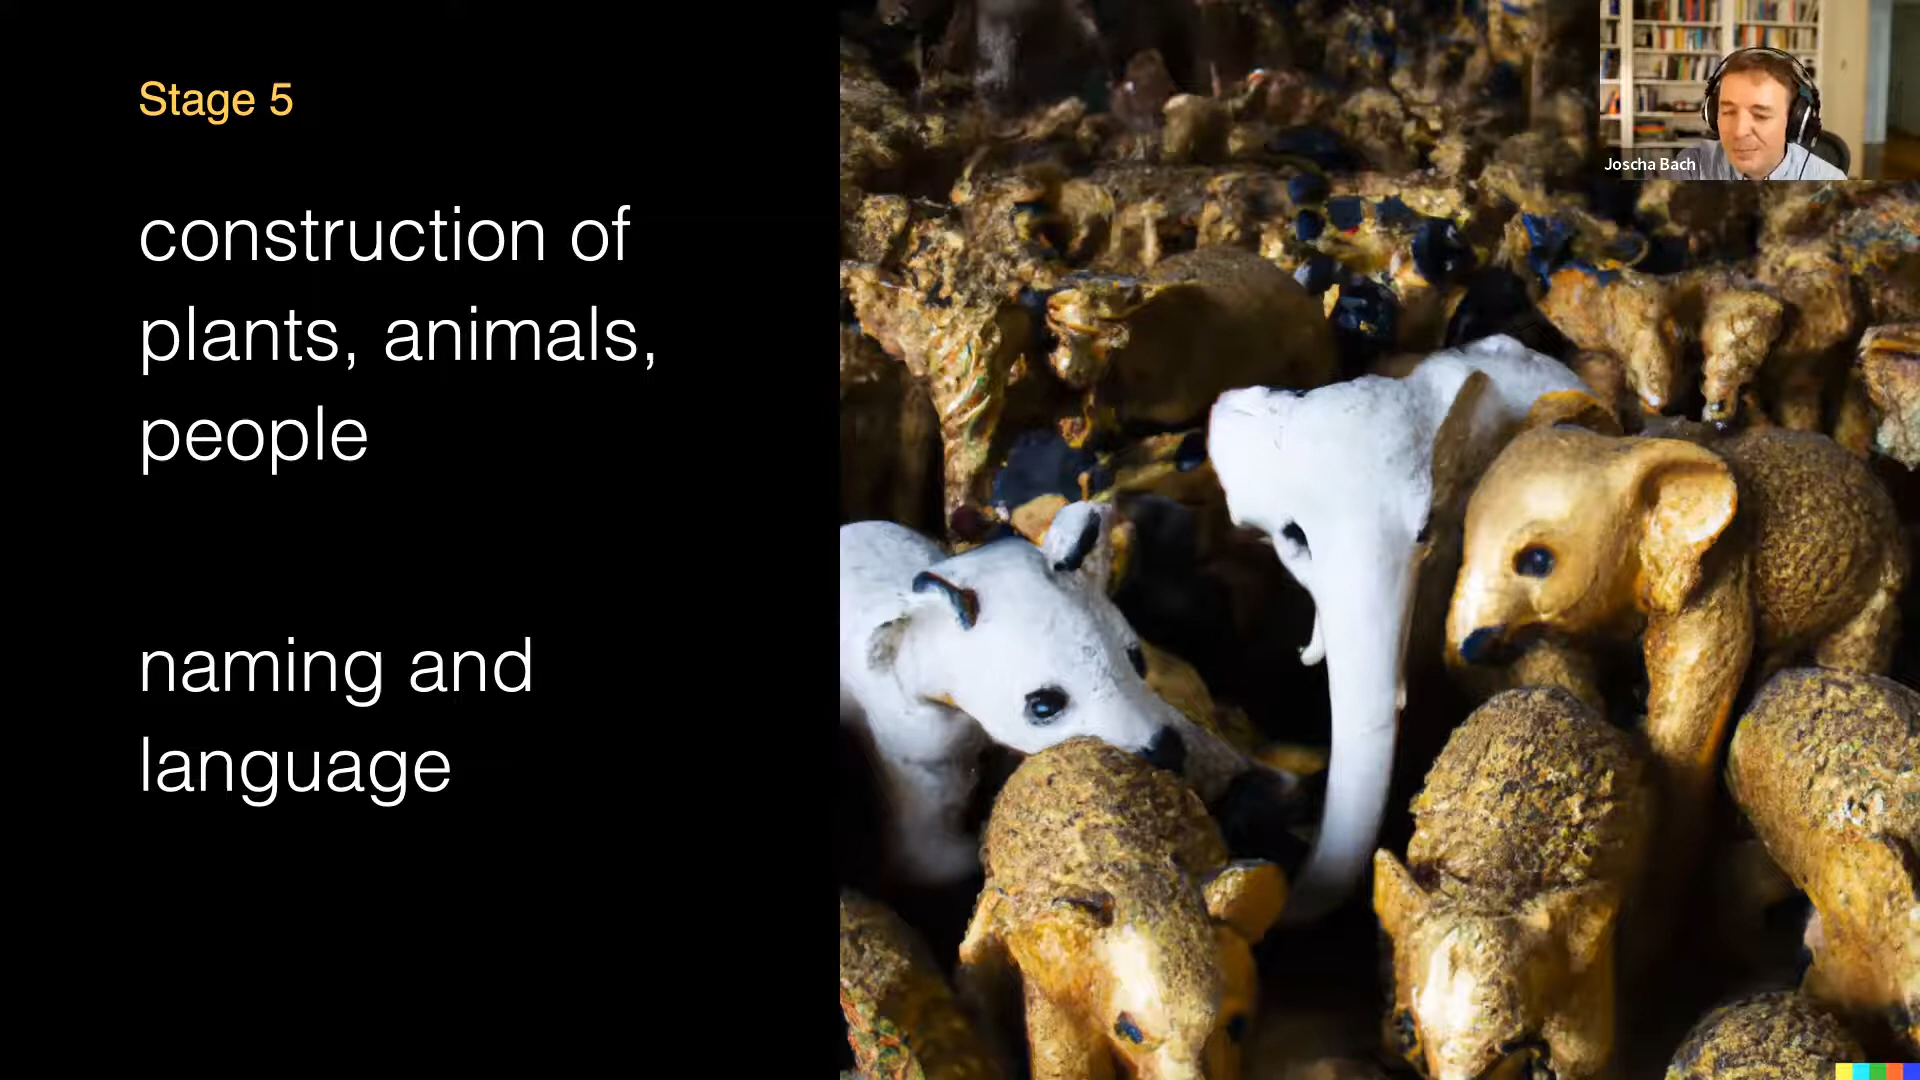 Stage 5
construction of
plants, animals,
people
naming and
language
Joscha Bach